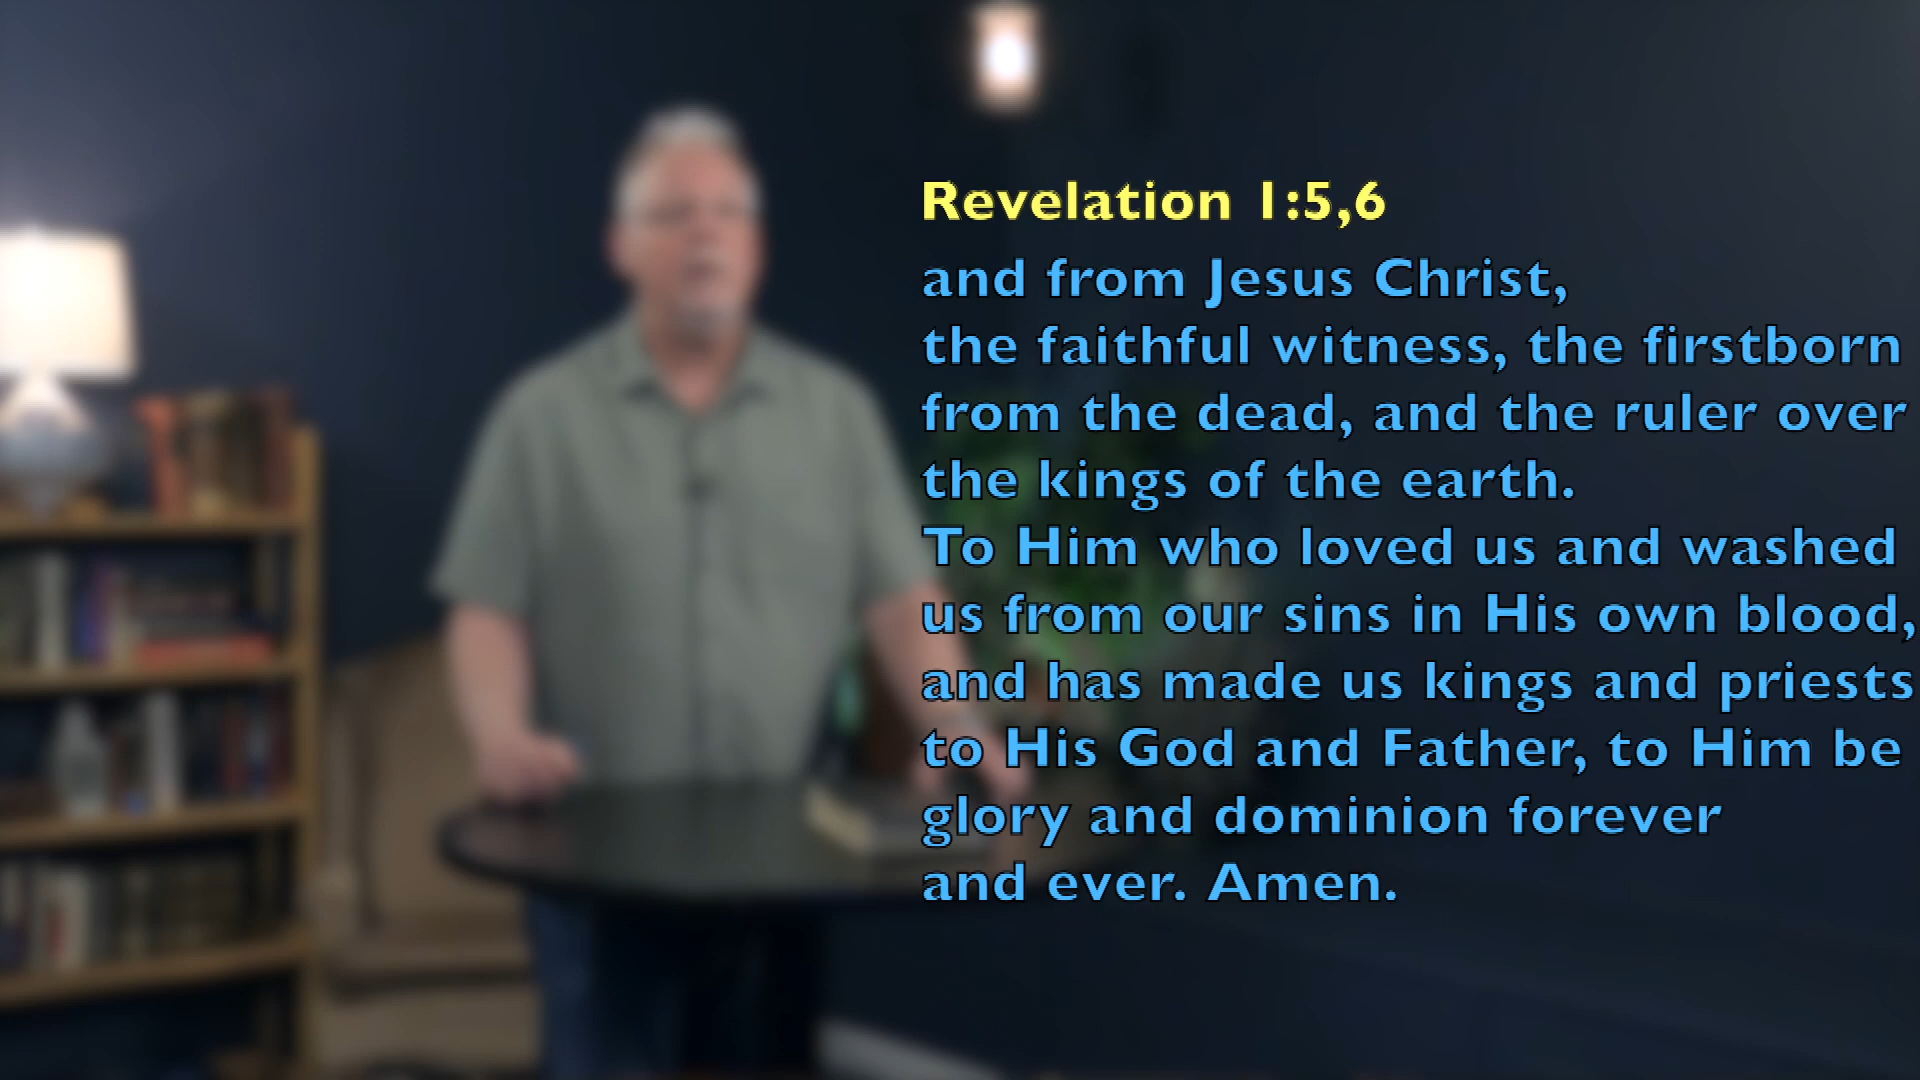 Revelation 1:5,6
and from Jesus Christ,
the faithful witness, the firstborn
from the dead, and the ruler over
the kings of the earth.
To Him who loved us and washed
us from our sins in His own blood,
and has made us kings and priests
to His God and Father, to Him be
glory and dominion forever
and ever. Amen.